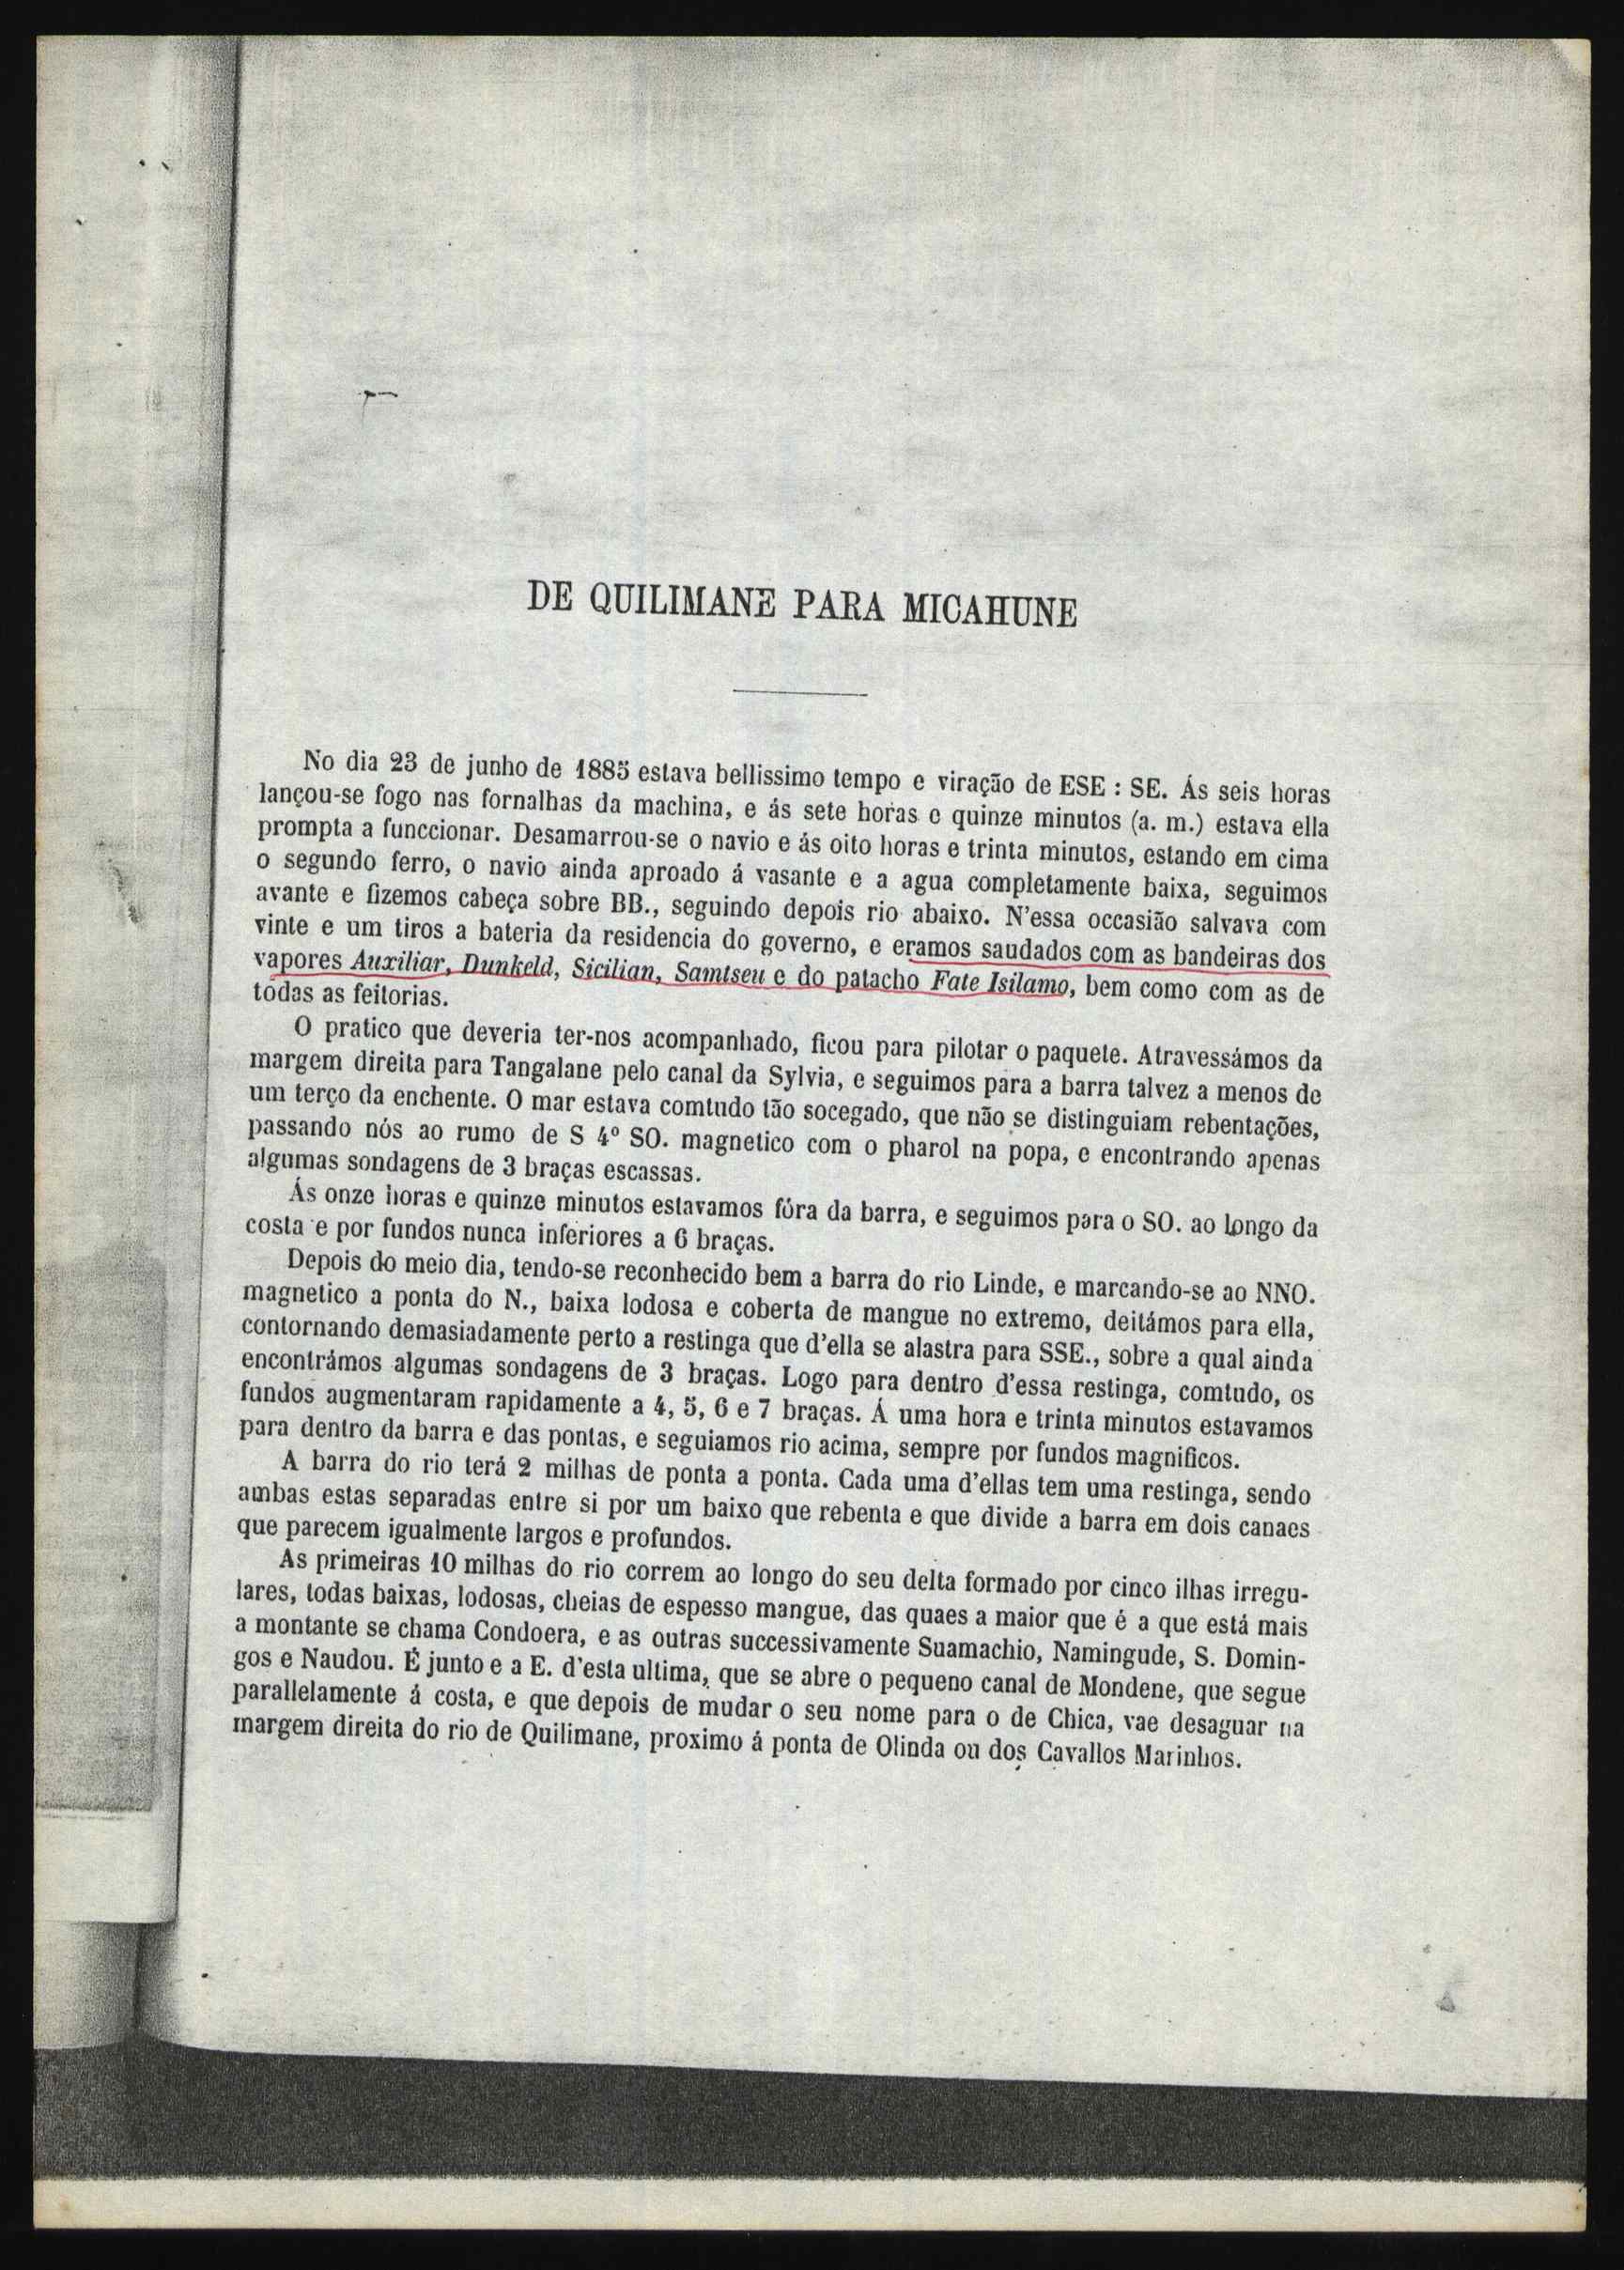 DE QUILIMANE PARA MICAHUNE
No dia 23 de junho de 1885 estava bellissimo tempo e viração de ESE : SE. Ás seis horas
lançou-se fogo nas fornalhas da machina, e ás sete horas e quinze minutos (a. m.) estava ella
prompta a funccionar. Desamarrou-se o navio e ás oito horas e trinta minutos, estando em cima
o segundo ferro, o navio ainda aproado á vasante e a agua completamente baixa, seguimos
avante e fizemos cabeça sobre BB., seguindo depois rio abaixo. N'essa occasião salvava com
vinte e um tiros a bateria da residencia do governo, e eramos saudados com as bandeiras dos
vapores Auxiliar, Dunkeld, Sicilian, Samtseu e do patacho Fate Isilamo, bem como com as de
todas as feitorias.
O pratico que deveria ter-nos acompanhado, ficou para pilotar o paquete. Atravessámos da
margem direita para Tangalane pelo canal da Sylvia, e seguimos para a barra talvez a menos de
um terço da enchente. O mar estava comtudo tão socegado, que não se distinguiam rebentações,
passando nós ao rumo de S 4º SO. magnetico com o pharol na popa, e encontrando apenas
algumas sondagens de 3 braças escassas.
Ás onze horas e quinze minutos estavamos fóra da barra, e seguimos para o SO. ao longo da
costa e por fundos nunca inferiores a 6 braças.
Depois do meio dia, tendo-se reconhecido bem a barra do rio Linde, e marcando-se ao NNO.
magnetico a ponta do N., baixa lodosa e coberta de mangue no extremo, deitámos para ella,
contornando demasiadamente perto a restinga que d'ella se alastra para SSE., sobre a qual ainda
encontrámos algumas sondagens de 3 braças. Logo para dentro d'essa restinga, comtudo, os
fundos augmentaram rapidamente a 4, 5, 6 e 7 braças. Á uma hora e trinta minutos estavamos
para dentro da barra e das pontas, e seguiamos rio acima, sempre por fundos magnificos.
A barra do rio terá 2 milhas de ponta a ponta. Cada uma d'ellas tem uma restinga, sendo
ambas estas separadas entre si por um baixo que rebenta e que divide a barra em dois canaes
que parecem igualmente largos e profundos.
As primeiras 10 milhas do rio correm ao longo do seu delta formado por cinco ilhas irregu-
lares, todas baixas, lodosas, cheias de espesso mangue, das quaes a maior que é a que está mais
a montante se chama Condoera, e as outras successivamente Suamachio, Namingude, S. Domin-
gos e Naudou. É junto e a E. d'esta ultima, que se abre o pequeno canal de Mondene, que segue
parallelamente á costa, e que depois de mudar o seu nome para o de Chica, vae desaguar na
margem direita do rio de Quilimane, proximo á ponta de Olinda ou dos Cavallos Marinhos.